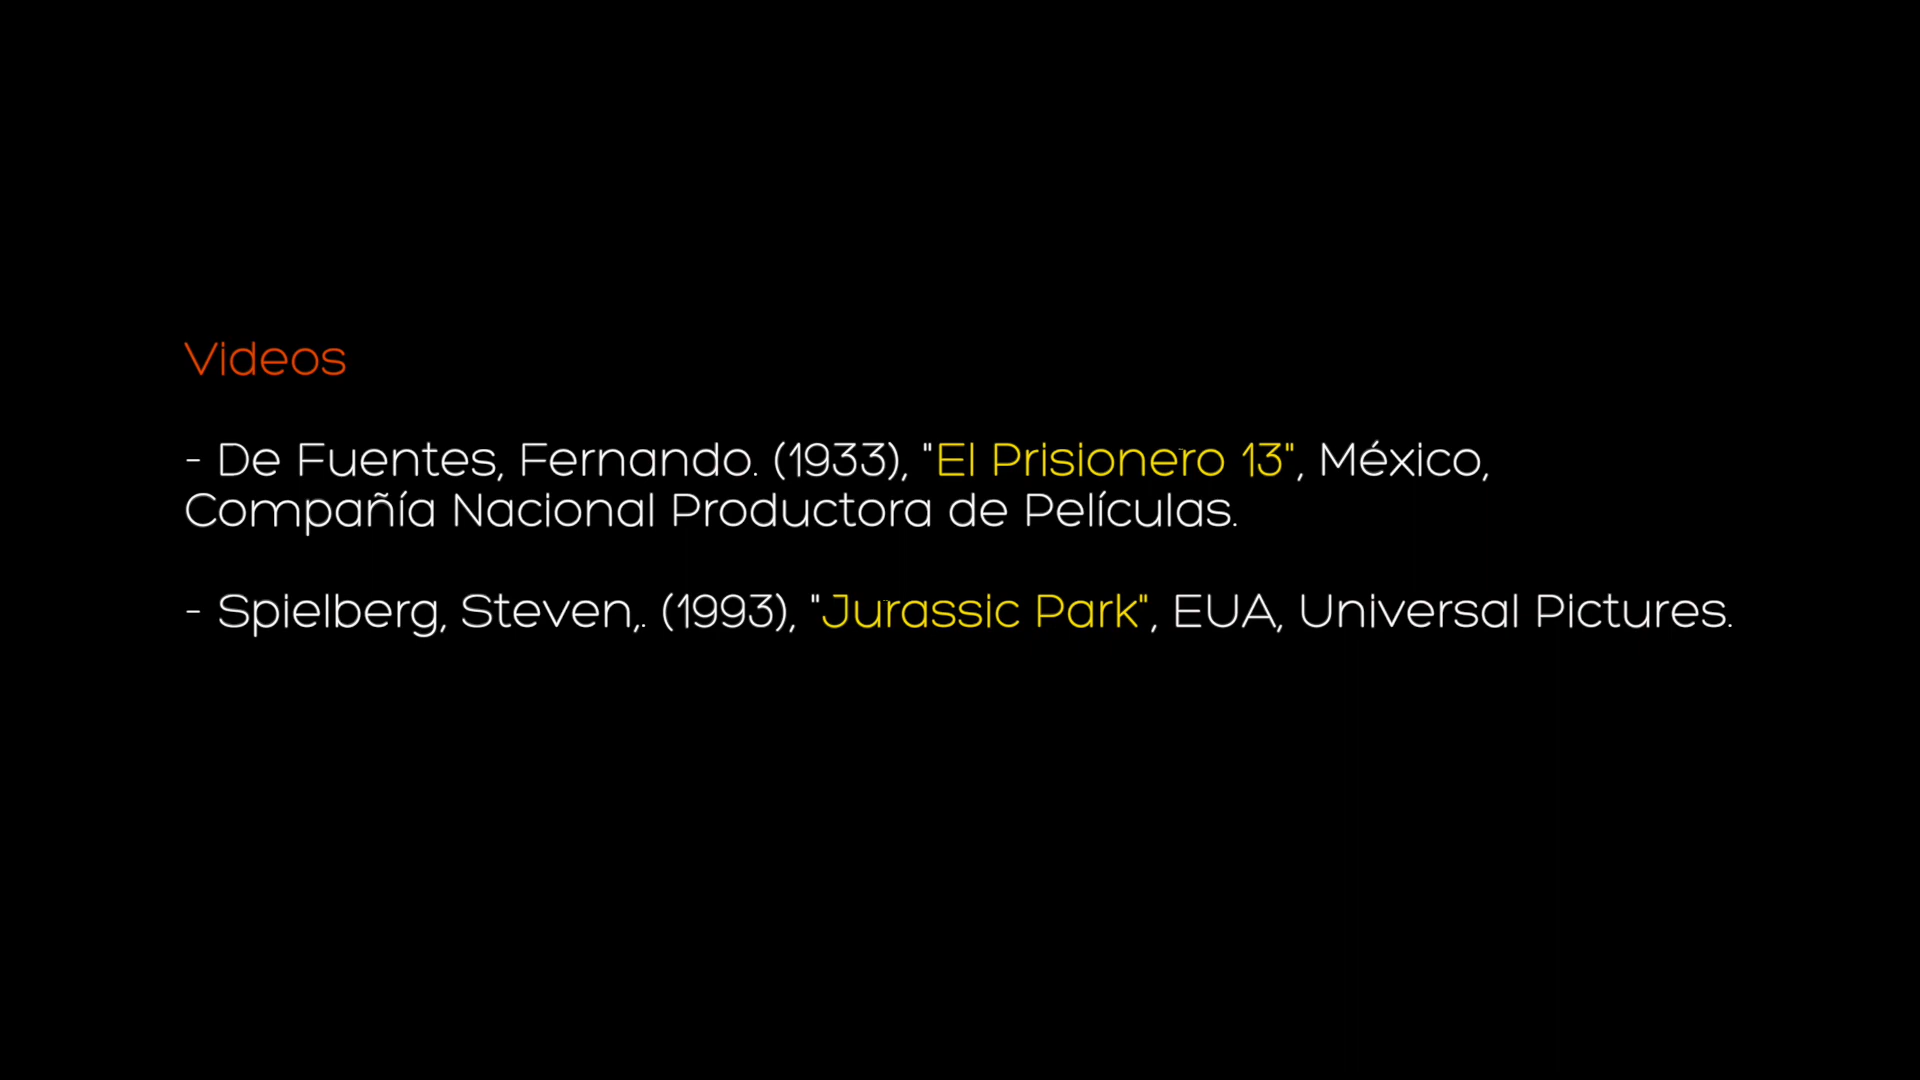 Videos
- De Fuentes, Fernando. (1933), "El Prisionero 13", México,
Compañía Nacional Productora de Películas.
- Spielberg, Steven,. (1993), "Jurassic Park", EUA, Universal Pictures.